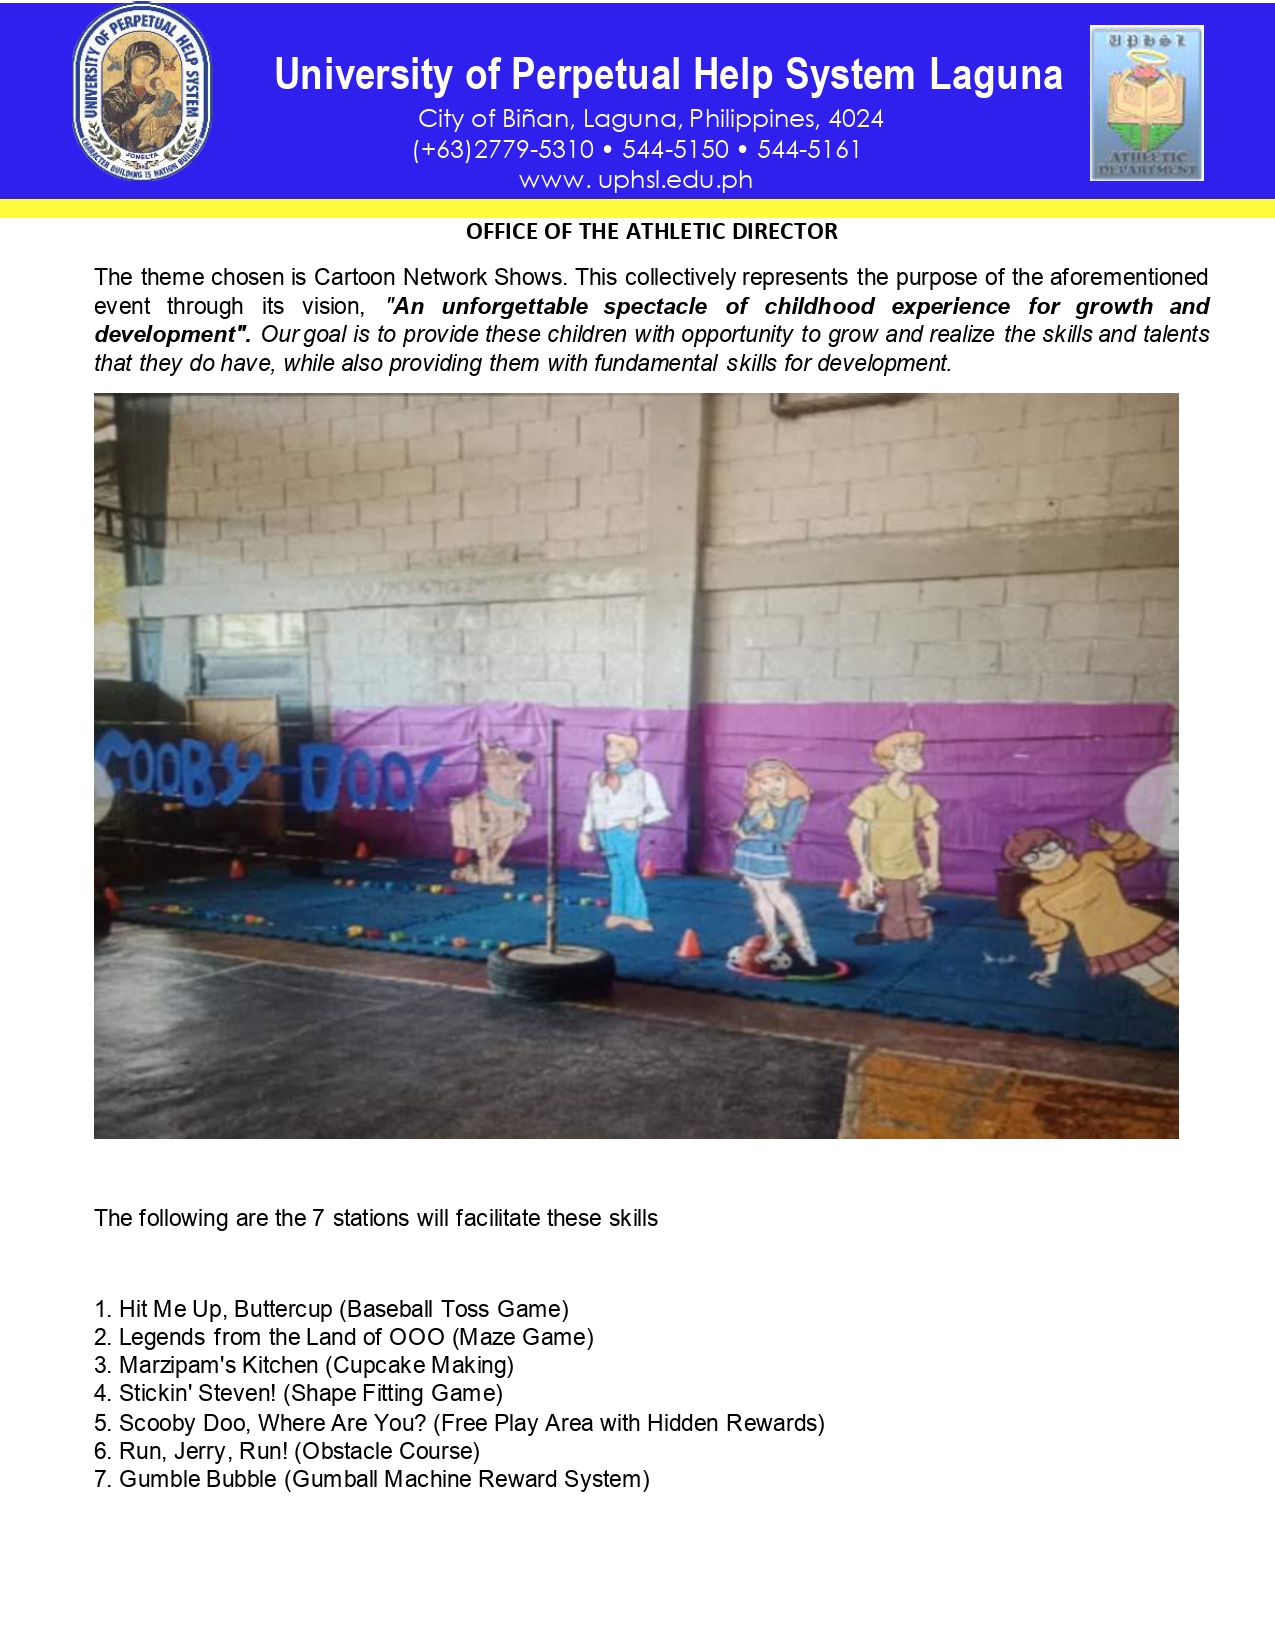 UNIVERSITY OF PERPETUAL HELP SYSTEM
JONELTA
CHARACTER BUILDING IS NATION BUILDING
University of Perpetual Help System Laguna
City of Biñan, Laguna, Philippines, 4024
(+63)2779-5310 • 544-5150 • 544-5161
www. uphsl.edu.ph
UPHSL
ATHLETIC
DEPARTMENT
OFFICE OF THE ATHLETIC DIRECTOR
The theme chosen is Cartoon Network Shows. This collectively represents the purpose of the aforementioned
event through its vision, "An unforgettable spectacle of childhood experience for growth and
development". Our goal is to provide these children with opportunity to grow and realize the skills and talents
that they do have, while also providing them with fundamental skills for development.
COOBY-DOO!
The following are the 7 stations will facilitate these skills
1. Hit Me Up, Buttercup (Baseball Toss Game)
2. Legends from the Land of OOO (Maze Game)
3. Marzipam's Kitchen (Cupcake Making)
4. Stickin' Steven! (Shape Fitting Game)
5. Scooby Doo, Where Are You? (Free Play Area with Hidden Rewards)
6. Run, Jerry, Run! (Obstacle Course)
7. Gumble Bubble (Gumball Machine Reward System)